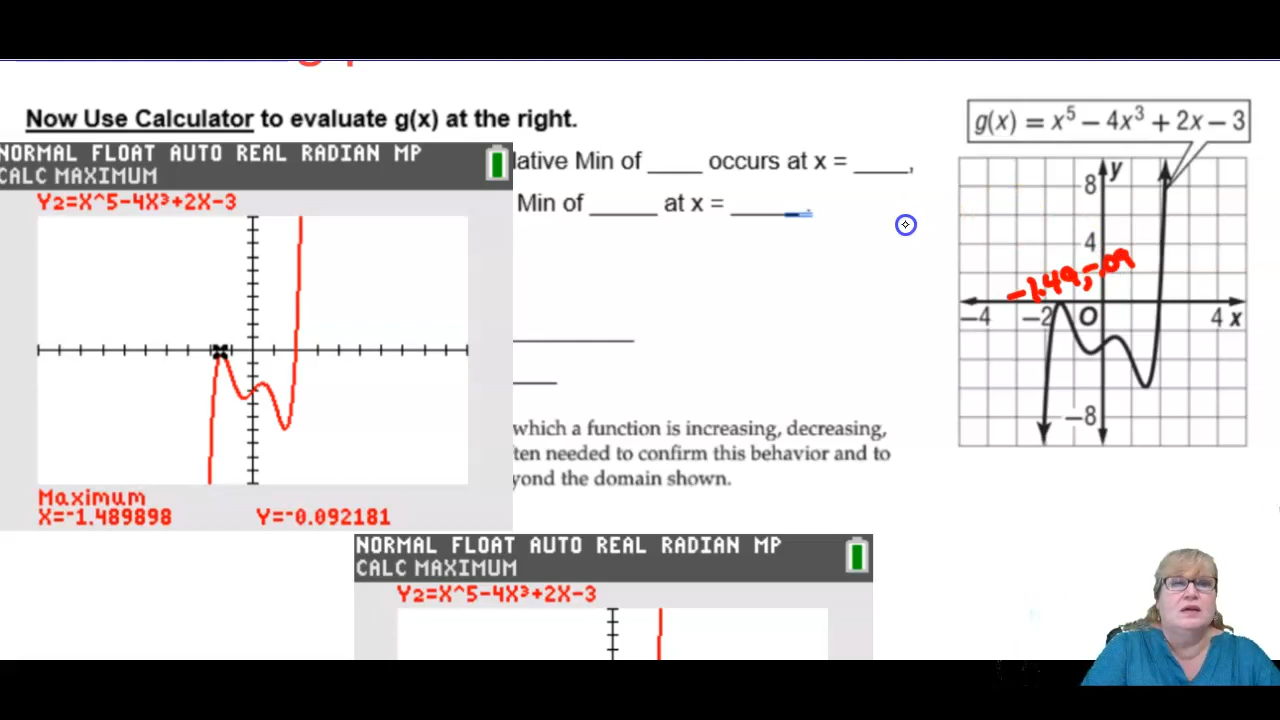 Now Use Calculator to evaluate g(x) at the right.
NORMAL FLOAT AUTO REAL RADIAN MP
CALC MAXIMUM
Y2=X^5-4X³+2X-3
lative Min of _____ occurs at x = _____,
Min of ______ at x = _______.
g(x) = x⁵ − 4x³ + 2x − 3
y
8
4
-1.49,-.09
−4
−2
O
4
x
−8
which a function is increasing, decreasing,
ten needed to confirm this behavior and to
yond the domain shown.
Maximum
X=-1.489898 Y=-0.092181
NORMAL FLOAT AUTO REAL RADIAN MP
CALC MAXIMUM
Y2=X^5-4X³+2X-3